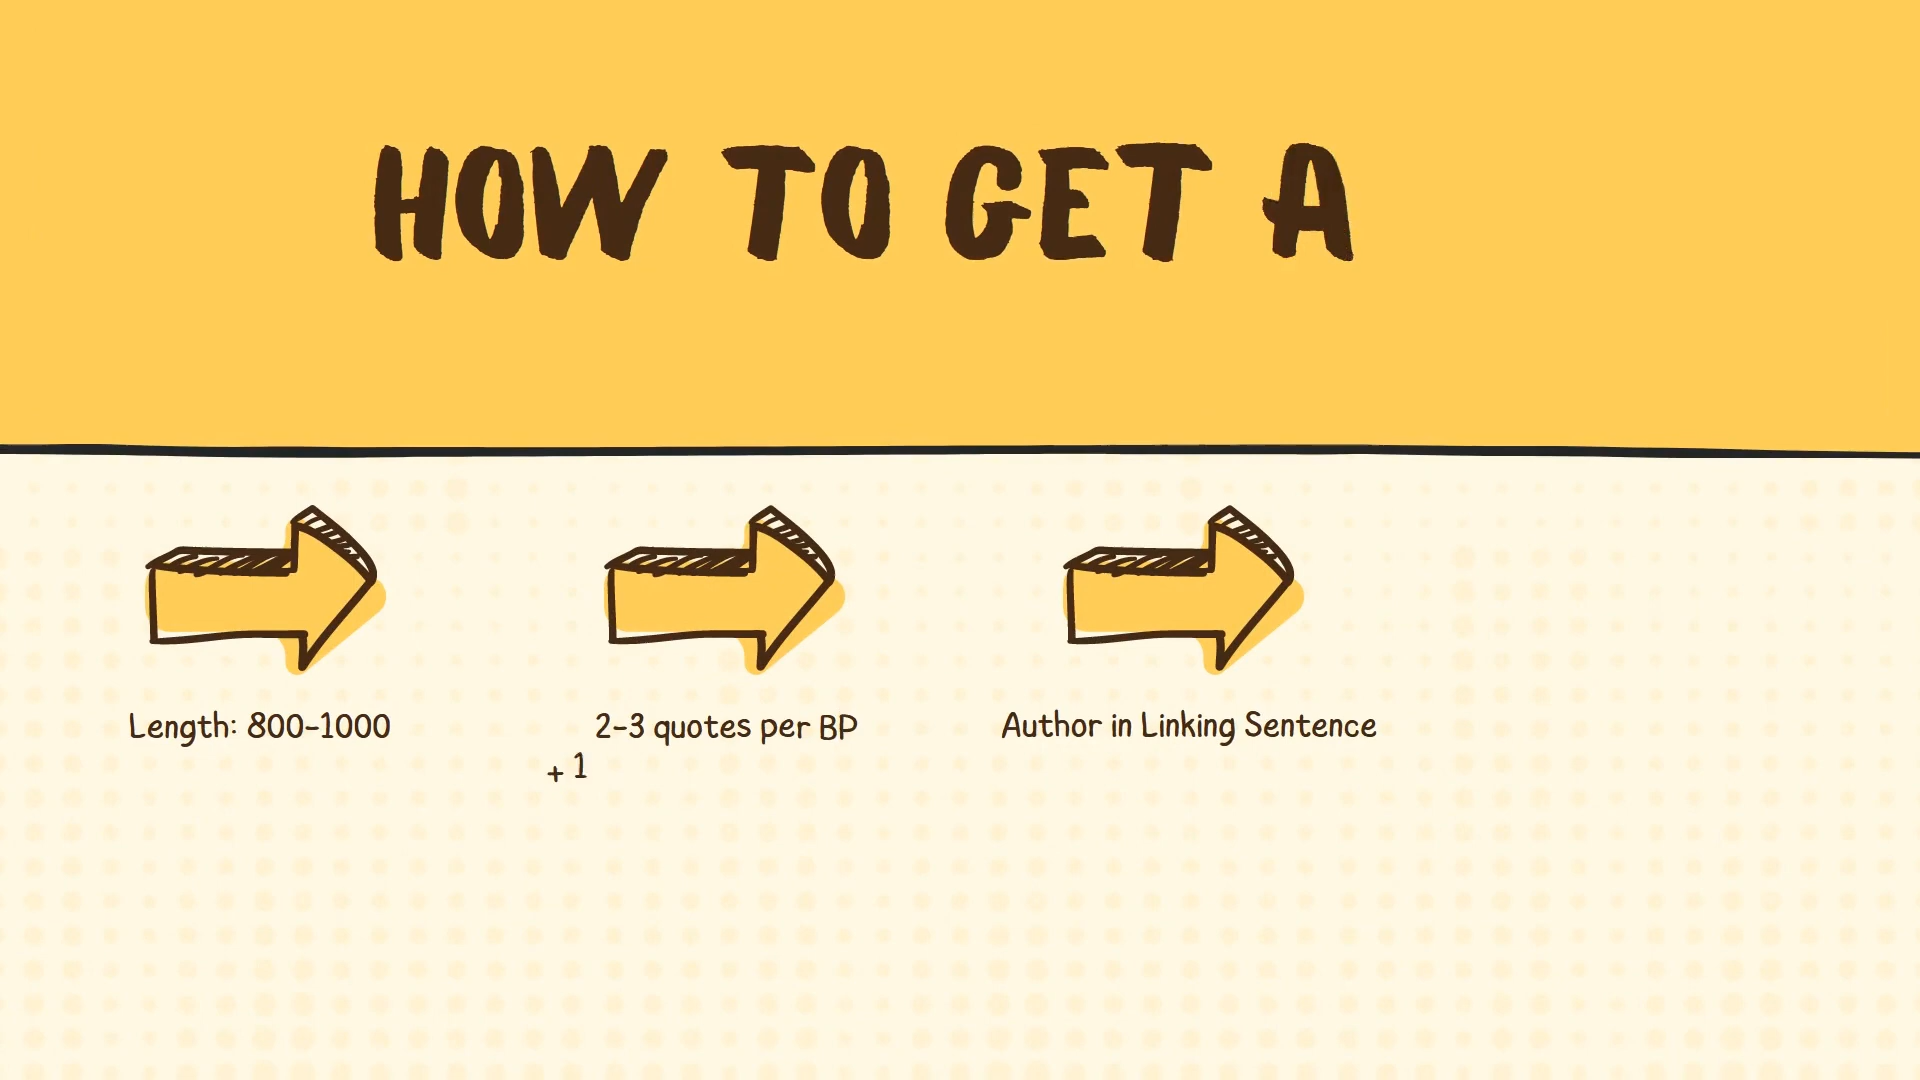 HOW TO GET A
Length: 800-1000
2-3 quotes per BP
+ 1
Author in Linking Sentence